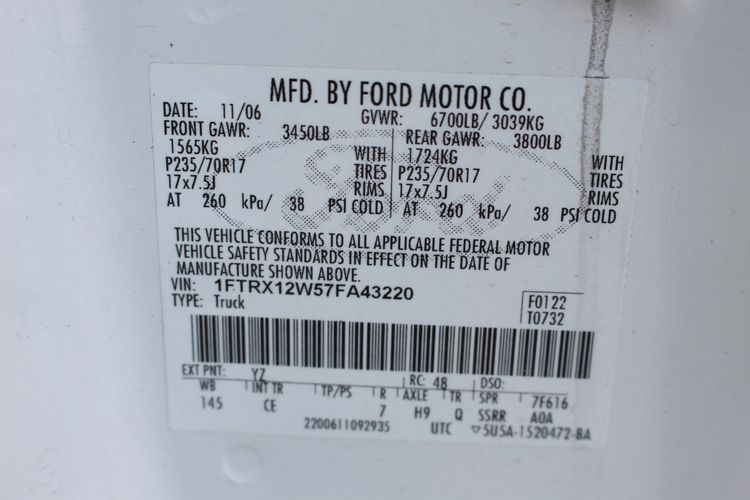 MFD. BY FORD MOTOR CO.
DATE: 11/06 GVWR: 6700LB/ 3039KG
FRONT GAWR: 3450LB REAR GAWR: 3800LB
1565KG WITH 1724KG WITH
P235/70R17 TIRES P235/70R17 TIRES
17x7.5J RIMS 17x7.5J RIMS
AT 260 kPa/ 38 PSI COLD AT 260 kPa/ 38 PSI COLD
Ford
THIS VEHICLE CONFORMS TO ALL APPLICABLE FEDERAL MOTOR
VEHICLE SAFETY STANDARDS IN EFFECT ON THE DATE OF
MANUFACTURE SHOWN ABOVE.
VIN: 1FTRX12W57FA43220 F0122
TYPE: Truck T0732
EXT PNT: YZ RC: 48 DSO:
WB INT TR TP/PS R AXLE TR SPR 7F616
145 CE 7 H9 Q SSRR A0A
2200611092935 UTC 5U5A-1520472-BA